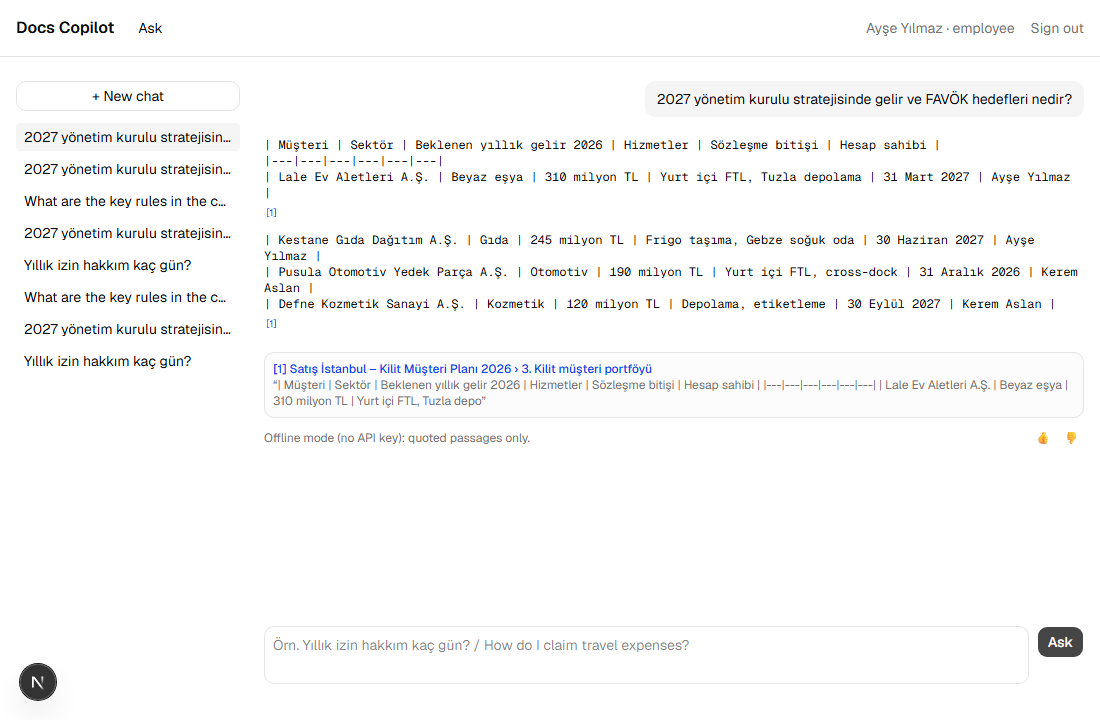 Docs Copilot
Ask
Ayşe Yılmaz · employee
Sign out
+ New chat
2027 yönetim kurulu stratejisin...
2027 yönetim kurulu stratejisin...
What are the key rules in the c...
2027 yönetim kurulu stratejisin...
Yıllık izin hakkım kaç gün?
What are the key rules in the c...
2027 yönetim kurulu stratejisin...
Yıllık izin hakkım kaç gün?
2027 yönetim kurulu stratejisinde gelir ve FAVÖK hedefleri nedir?
| Müşteri | Sektör | Beklenen yıllık gelir 2026 | Hizmetler | Sözleşme bitişi | Hesap sahibi |
|---|---|---|---|---|---|
| Lale Ev Aletleri A.Ş. | Beyaz eşya | 310 milyon TL | Yurt içi FTL, Tuzla depolama | 31 Mart 2027 | Ayşe Yılmaz
|
[1]
| Kestane Gıda Dağıtım A.Ş. | Gıda | 245 milyon TL | Frigo taşıma, Gebze soğuk oda | 30 Haziran 2027 | Ayşe
Yılmaz |
| Pusula Otomotiv Yedek Parça A.Ş. | Otomotiv | 190 milyon TL | Yurt içi FTL, cross-dock | 31 Aralık 2026 | Kerem
Aslan |
| Defne Kozmetik Sanayi A.Ş. | Kozmetik | 120 milyon TL | Depolama, etiketleme | 30 Eylül 2027 | Kerem Aslan |
[1]
[1] Satış İstanbul – Kilit Müşteri Planı 2026 › 3. Kilit müşteri portföyü
“| Müşteri | Sektör | Beklenen yıllık gelir 2026 | Hizmetler | Sözleşme bitişi | Hesap sahibi | |---|---|---|---|---|---| | Lale Ev Aletleri A.Ş. | Beyaz eşya |
310 milyon TL | Yurt içi FTL, Tuzla depo”
Offline mode (no API key): quoted passages only.
Örn. Yıllık izin hakkım kaç gün? / How do I claim travel expenses?
Ask
N